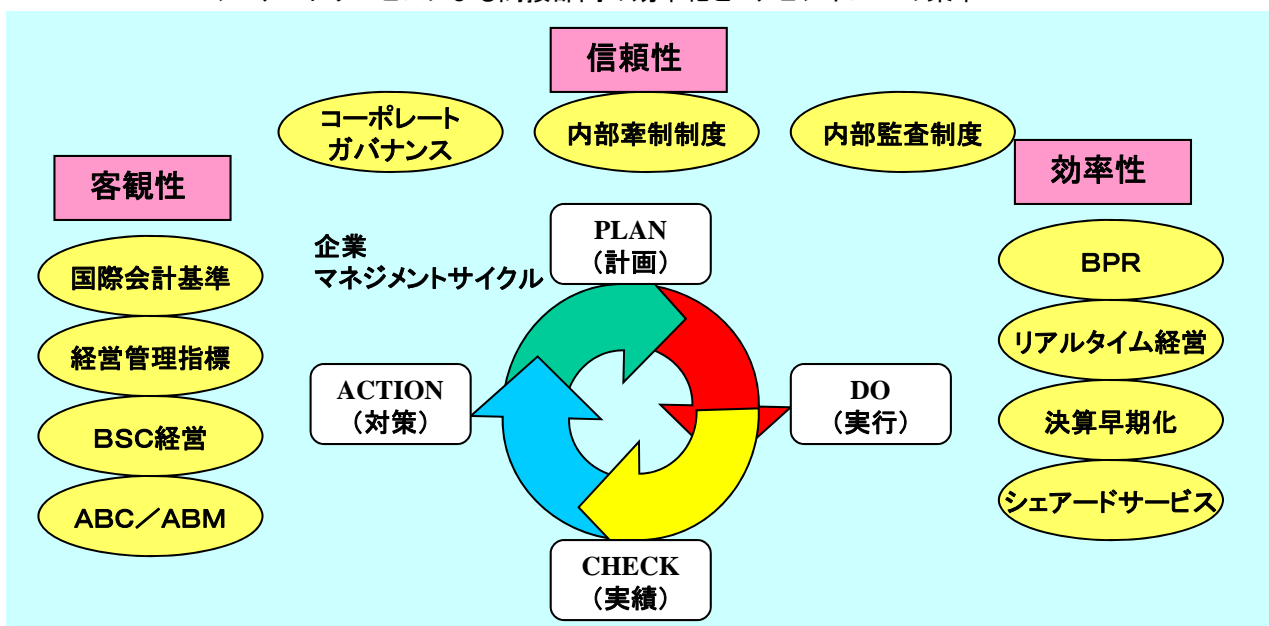 信頼性
コーポレート
ガバナンス
内部牽制制度
内部監査制度
客観性
効率性
企業
マネジメントサイクル
PLAN
（計画）
国際会計基準
経営管理指標
BSC経営
ABC／ABM
ACTION
（対策）
DO
（実行）
CHECK
（実績）
BPR
リアルタイム経営
決算早期化
シェアードサービス